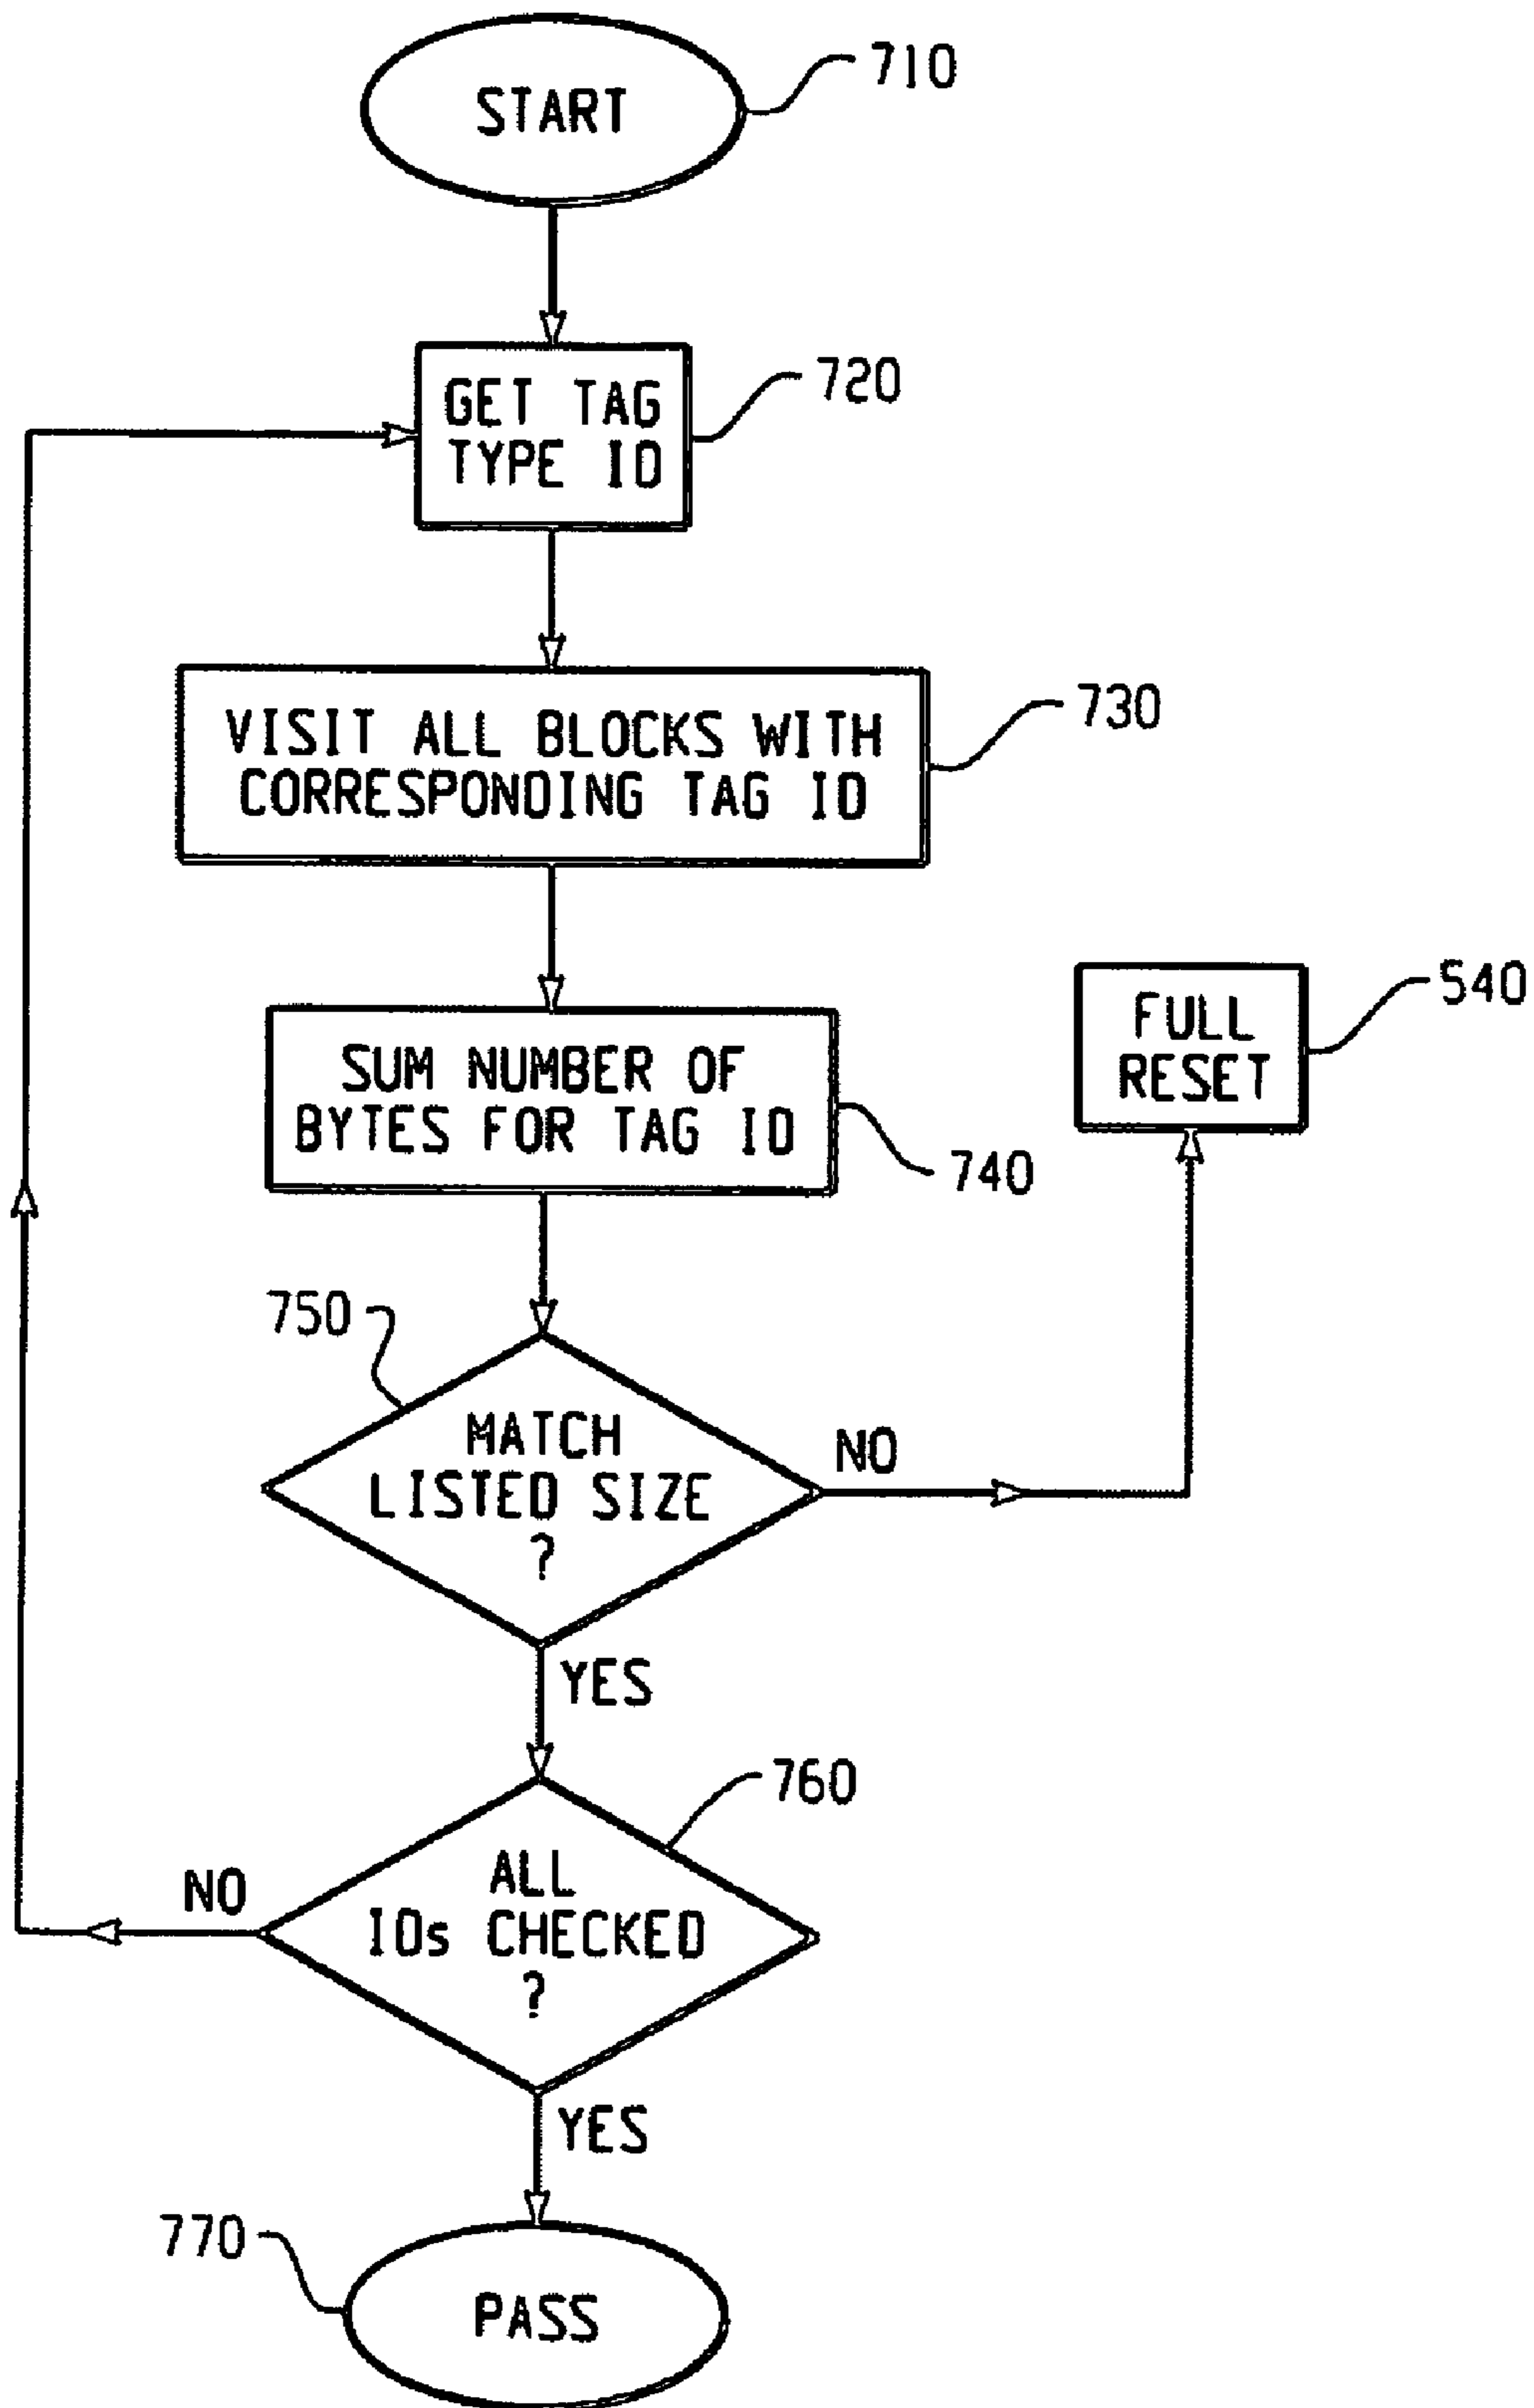 START
710
GET TAG
TYPE ID
720
VISIT ALL BLOCKS WITH
CORRESPONDING TAG ID
730
SUM NUMBER OF
BYTES FOR TAG ID
740
FULL
RESET
540
750
MATCH
LISTED SIZE
?
NO
YES
760
ALL
IDs CHECKED
?
NO
YES
770
PASS